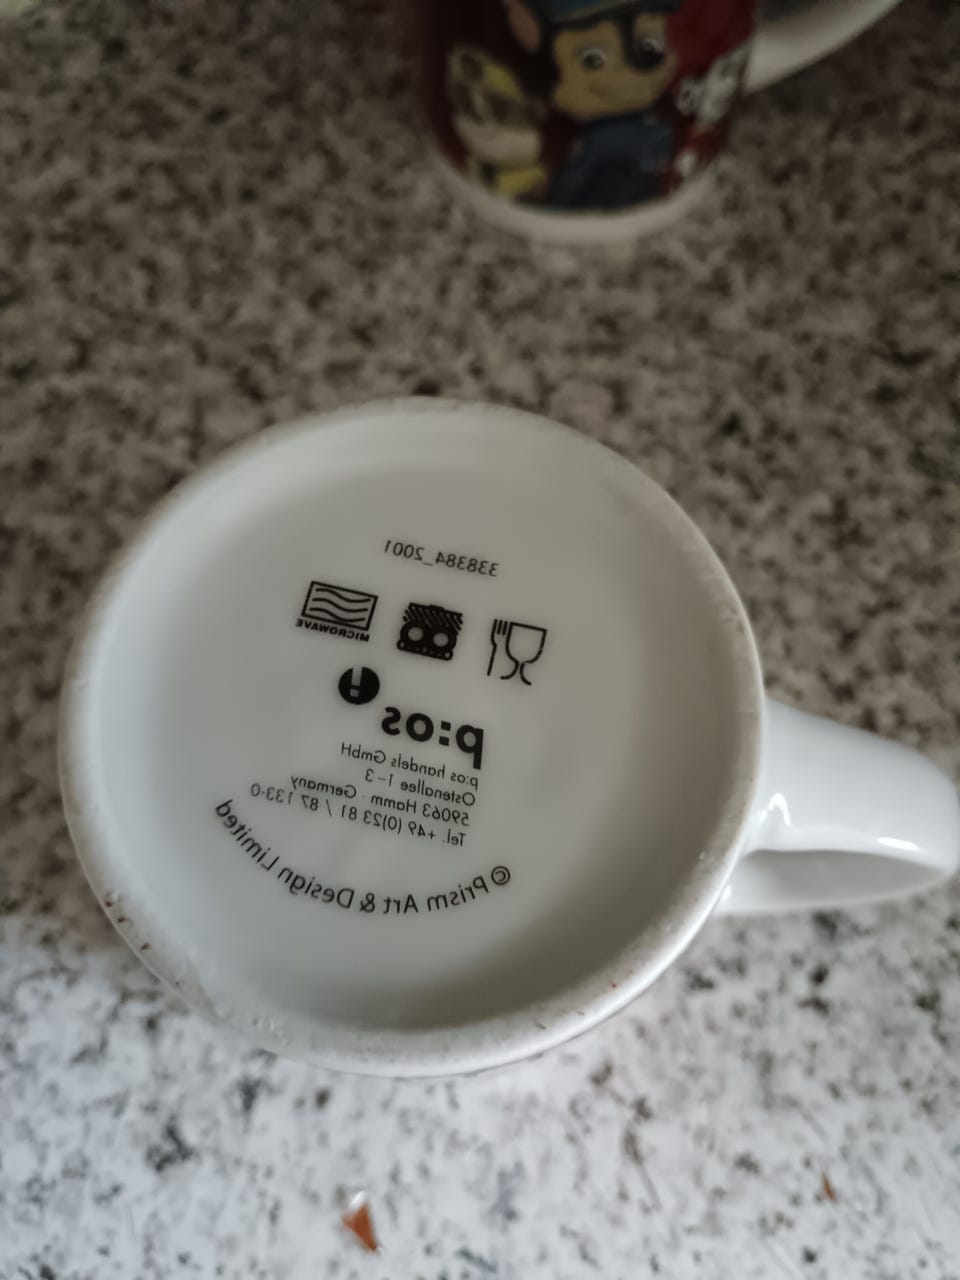 338384_2001
MICROWAVE
p:os
p:os handels GmbH
Ostenallee 1–3
59063 Hamm · Germany
Tel. +49 (0)23 81 / 87 133-0
© Prism Art & Design Limited